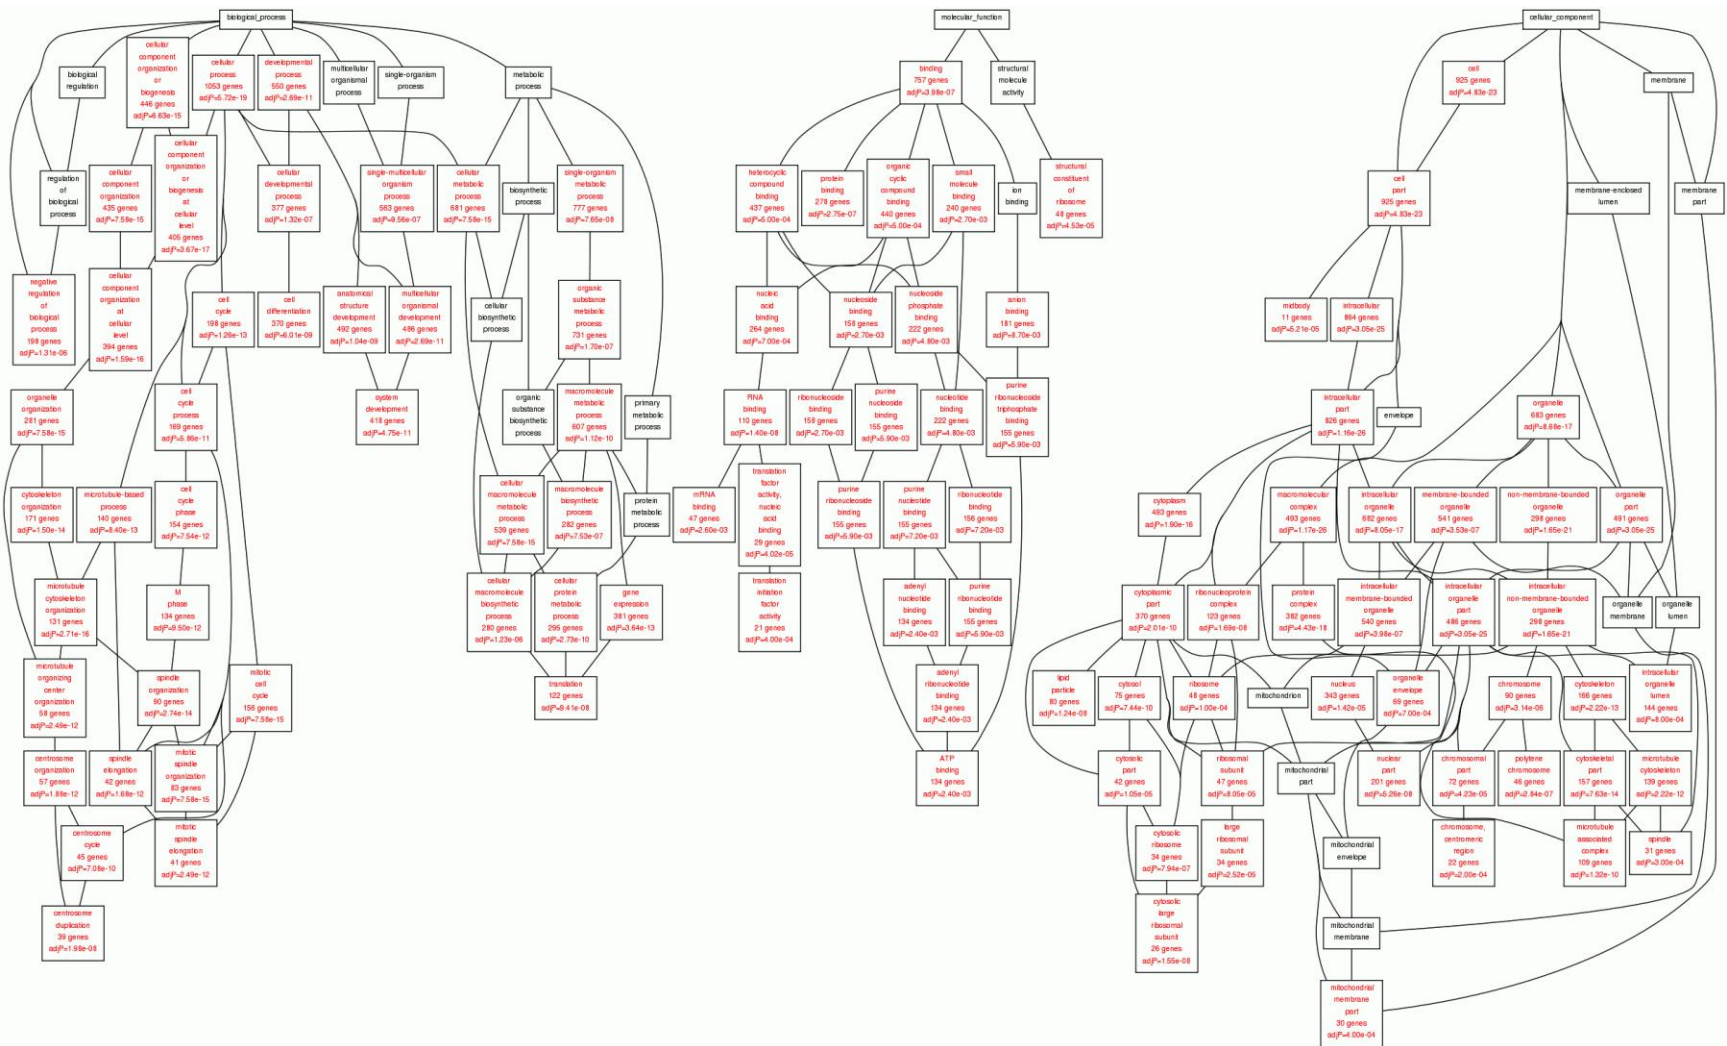 biological_process
molecular_function
cellular_component
cellular
component
organization
or
biogenesis
446 genes
adjP=6.63e-15
cellular
process
1053 genes
adjP=5.72e-19
developmental
process
550 genes
adjP=2.69e-11
multicellular
organismal
process
single-organism
process
biological
regulation
metabolic
process
binding
757 genes
adjP=3.98e-07
structural
molecule
activity
cell
925 genes
adjP=4.83e-23
membrane
regulation
of
biological
process
cellular
component
organization
435 genes
adjP=7.58e-15
cellular
component
organization
or
biogenesis
at
cellular
level
405 genes
adjP=3.67e-17
cellular
developmental
process
377 genes
adjP=1.32e-07
single-multicellular
organism
process
563 genes
adjP=9.56e-07
cellular
metabolic
process
681 genes
adjP=7.58e-15
biosynthetic
process
single-organism
metabolic
process
777 genes
adjP=7.65e-08
heterocyclic
compound
binding
437 genes
adjP=5.00e-04
protein
binding
278 genes
adjP=2.75e-07
organic
cyclic
compound
binding
440 genes
adjP=5.00e-04
small
molecule
binding
240 genes
adjP=2.70e-03
ion
binding
structural
constituent
of
ribosome
48 genes
adjP=4.53e-05
cell
part
925 genes
adjP=4.83e-23
membrane-enclosed
lumen
membrane
part
negative
regulation
of
biological
process
198 genes
adjP=1.31e-06
cellular
component
organization
at
cellular
level
394 genes
adjP=1.59e-16
cell
cycle
198 genes
adjP=1.26e-13
cell
differentiation
370 genes
adjP=6.01e-09
anatomical
structure
development
492 genes
adjP=1.04e-09
multicellular
organismal
development
486 genes
adjP=2.69e-11
cellular
biosynthetic
process
organic
substance
metabolic
process
731 genes
adjP=1.70e-07
nucleic
acid
binding
264 genes
adjP=7.00e-04
nucleoside
binding
158 genes
adjP=2.70e-03
nucleoside
phosphate
binding
222 genes
adjP=4.80e-03
anion
binding
181 genes
adjP=8.70e-03
midbody
11 genes
adjP=5.21e-05
intracellular
864 genes
adjP=3.05e-25
organelle
organization
281 genes
adjP=7.58e-15
cell
cycle
process
169 genes
adjP=5.86e-11
system
development
418 genes
adjP=4.75e-11
organic
substance
biosynthetic
process
macromolecule
metabolic
process
607 genes
adjP=1.12e-10
primary
metabolic
process
RNA
binding
110 genes
adjP=1.40e-08
ribonucleoside
binding
158 genes
adjP=2.70e-03
purine
nucleoside
binding
155 genes
adjP=5.90e-03
nucleotide
binding
222 genes
adjP=4.80e-03
purine
ribonucleoside
triphosphate
binding
155 genes
adjP=5.90e-03
intracellular
part
826 genes
adjP=1.16e-26
envelope
organelle
683 genes
adjP=8.68e-17
cytoskeleton
organization
171 genes
adjP=1.50e-14
microtubule-based
process
140 genes
adjP=8.40e-13
cell
cycle
phase
154 genes
adjP=7.54e-12
cellular
macromolecule
metabolic
process
539 genes
adjP=7.58e-15
macromolecule
biosynthetic
process
282 genes
adjP=7.53e-07
protein
metabolic
process
mRNA
binding
47 genes
adjP=2.60e-03
translation
factor
activity,
nucleic
acid
binding
29 genes
adjP=4.02e-05
purine
ribonucleoside
binding
155 genes
adjP=5.90e-03
purine
nucleotide
binding
155 genes
adjP=7.20e-03
ribonucleotide
binding
156 genes
adjP=7.20e-03
cytoplasm
493 genes
adjP=1.90e-16
macromolecular
complex
493 genes
adjP=1.17e-26
intracellular
organelle
682 genes
adjP=8.05e-17
membrane-bounded
organelle
541 genes
adjP=3.53e-07
non-membrane-bounded
organelle
298 genes
adjP=1.65e-21
organelle
part
491 genes
adjP=3.05e-25
microtubule
cytoskeleton
organization
131 genes
adjP=2.71e-16
M
phase
134 genes
adjP=9.50e-12
cellular
macromolecule
biosynthetic
process
280 genes
adjP=1.23e-06
cellular
protein
metabolic
process
295 genes
adjP=2.73e-10
gene
expression
381 genes
adjP=3.64e-13
translation
initiation
factor
activity
21 genes
adjP=4.00e-04
adenyl
nucleotide
binding
134 genes
adjP=2.40e-03
purine
ribonucleotide
binding
155 genes
adjP=5.90e-03
cytoplasmic
part
370 genes
adjP=2.01e-10
ribonucleoprotein
complex
123 genes
adjP=1.69e-08
protein
complex
382 genes
adjP=4.43e-18
intracellular
membrane-bounded
organelle
540 genes
adjP=3.98e-07
intracellular
organelle
part
486 genes
adjP=3.05e-25
intracellular
non-membrane-bounded
organelle
298 genes
adjP=1.65e-21
organelle
membrane
organelle
lumen
microtubule
organizing
center
organization
58 genes
adjP=2.49e-12
spindle
organization
90 genes
adjP=2.74e-14
mitotic
cell
cycle
156 genes
adjP=7.58e-15
translation
122 genes
adjP=9.41e-08
adenyl
ribonucleotide
binding
134 genes
adjP=2.40e-03
lipid
particle
80 genes
adjP=1.24e-08
cytosol
75 genes
adjP=7.44e-10
ribosome
48 genes
adjP=1.00e-04
mitochondrion
nucleus
343 genes
adjP=1.42e-05
organelle
envelope
69 genes
adjP=7.00e-04
chromosome
90 genes
adjP=3.14e-05
cytoskeleton
166 genes
adjP=2.22e-13
intracellular
organelle
lumen
144 genes
adjP=8.00e-04
centrosome
organization
57 genes
adjP=1.88e-12
spindle
elongation
42 genes
adjP=1.68e-12
mitotic
spindle
organization
83 genes
adjP=7.58e-15
ATP
binding
134 genes
adjP=2.40e-03
cytosolic
part
42 genes
adjP=1.05e-05
ribosomal
subunit
47 genes
adjP=8.05e-05
mitochondrial
part
nuclear
part
201 genes
adjP=5.26e-08
chromosomal
part
72 genes
adjP=4.23e-05
polytene
chromosome
46 genes
adjP=2.84e-07
cytoskeletal
part
157 genes
adjP=7.63e-14
microtubule
cytoskeleton
139 genes
adjP=2.22e-12
centrosome
cycle
45 genes
adjP=7.08e-10
mitotic
spindle
elongation
41 genes
adjP=2.49e-12
cytosolic
ribosome
34 genes
adjP=7.94e-07
large
ribosomal
subunit
34 genes
adjP=2.52e-05
mitochondrial
envelope
chromosome,
centromeric
region
22 genes
adjP=2.00e-04
microtubule
associated
complex
109 genes
adjP=1.32e-10
spindle
31 genes
adjP=3.00e-04
centrosome
duplication
39 genes
adjP=1.98e-08
cytosolic
large
ribosomal
subunit
26 genes
adjP=1.55e-08
mitochondrial
membrane
mitochondrial
membrane
part
30 genes
adjP=4.00e-04